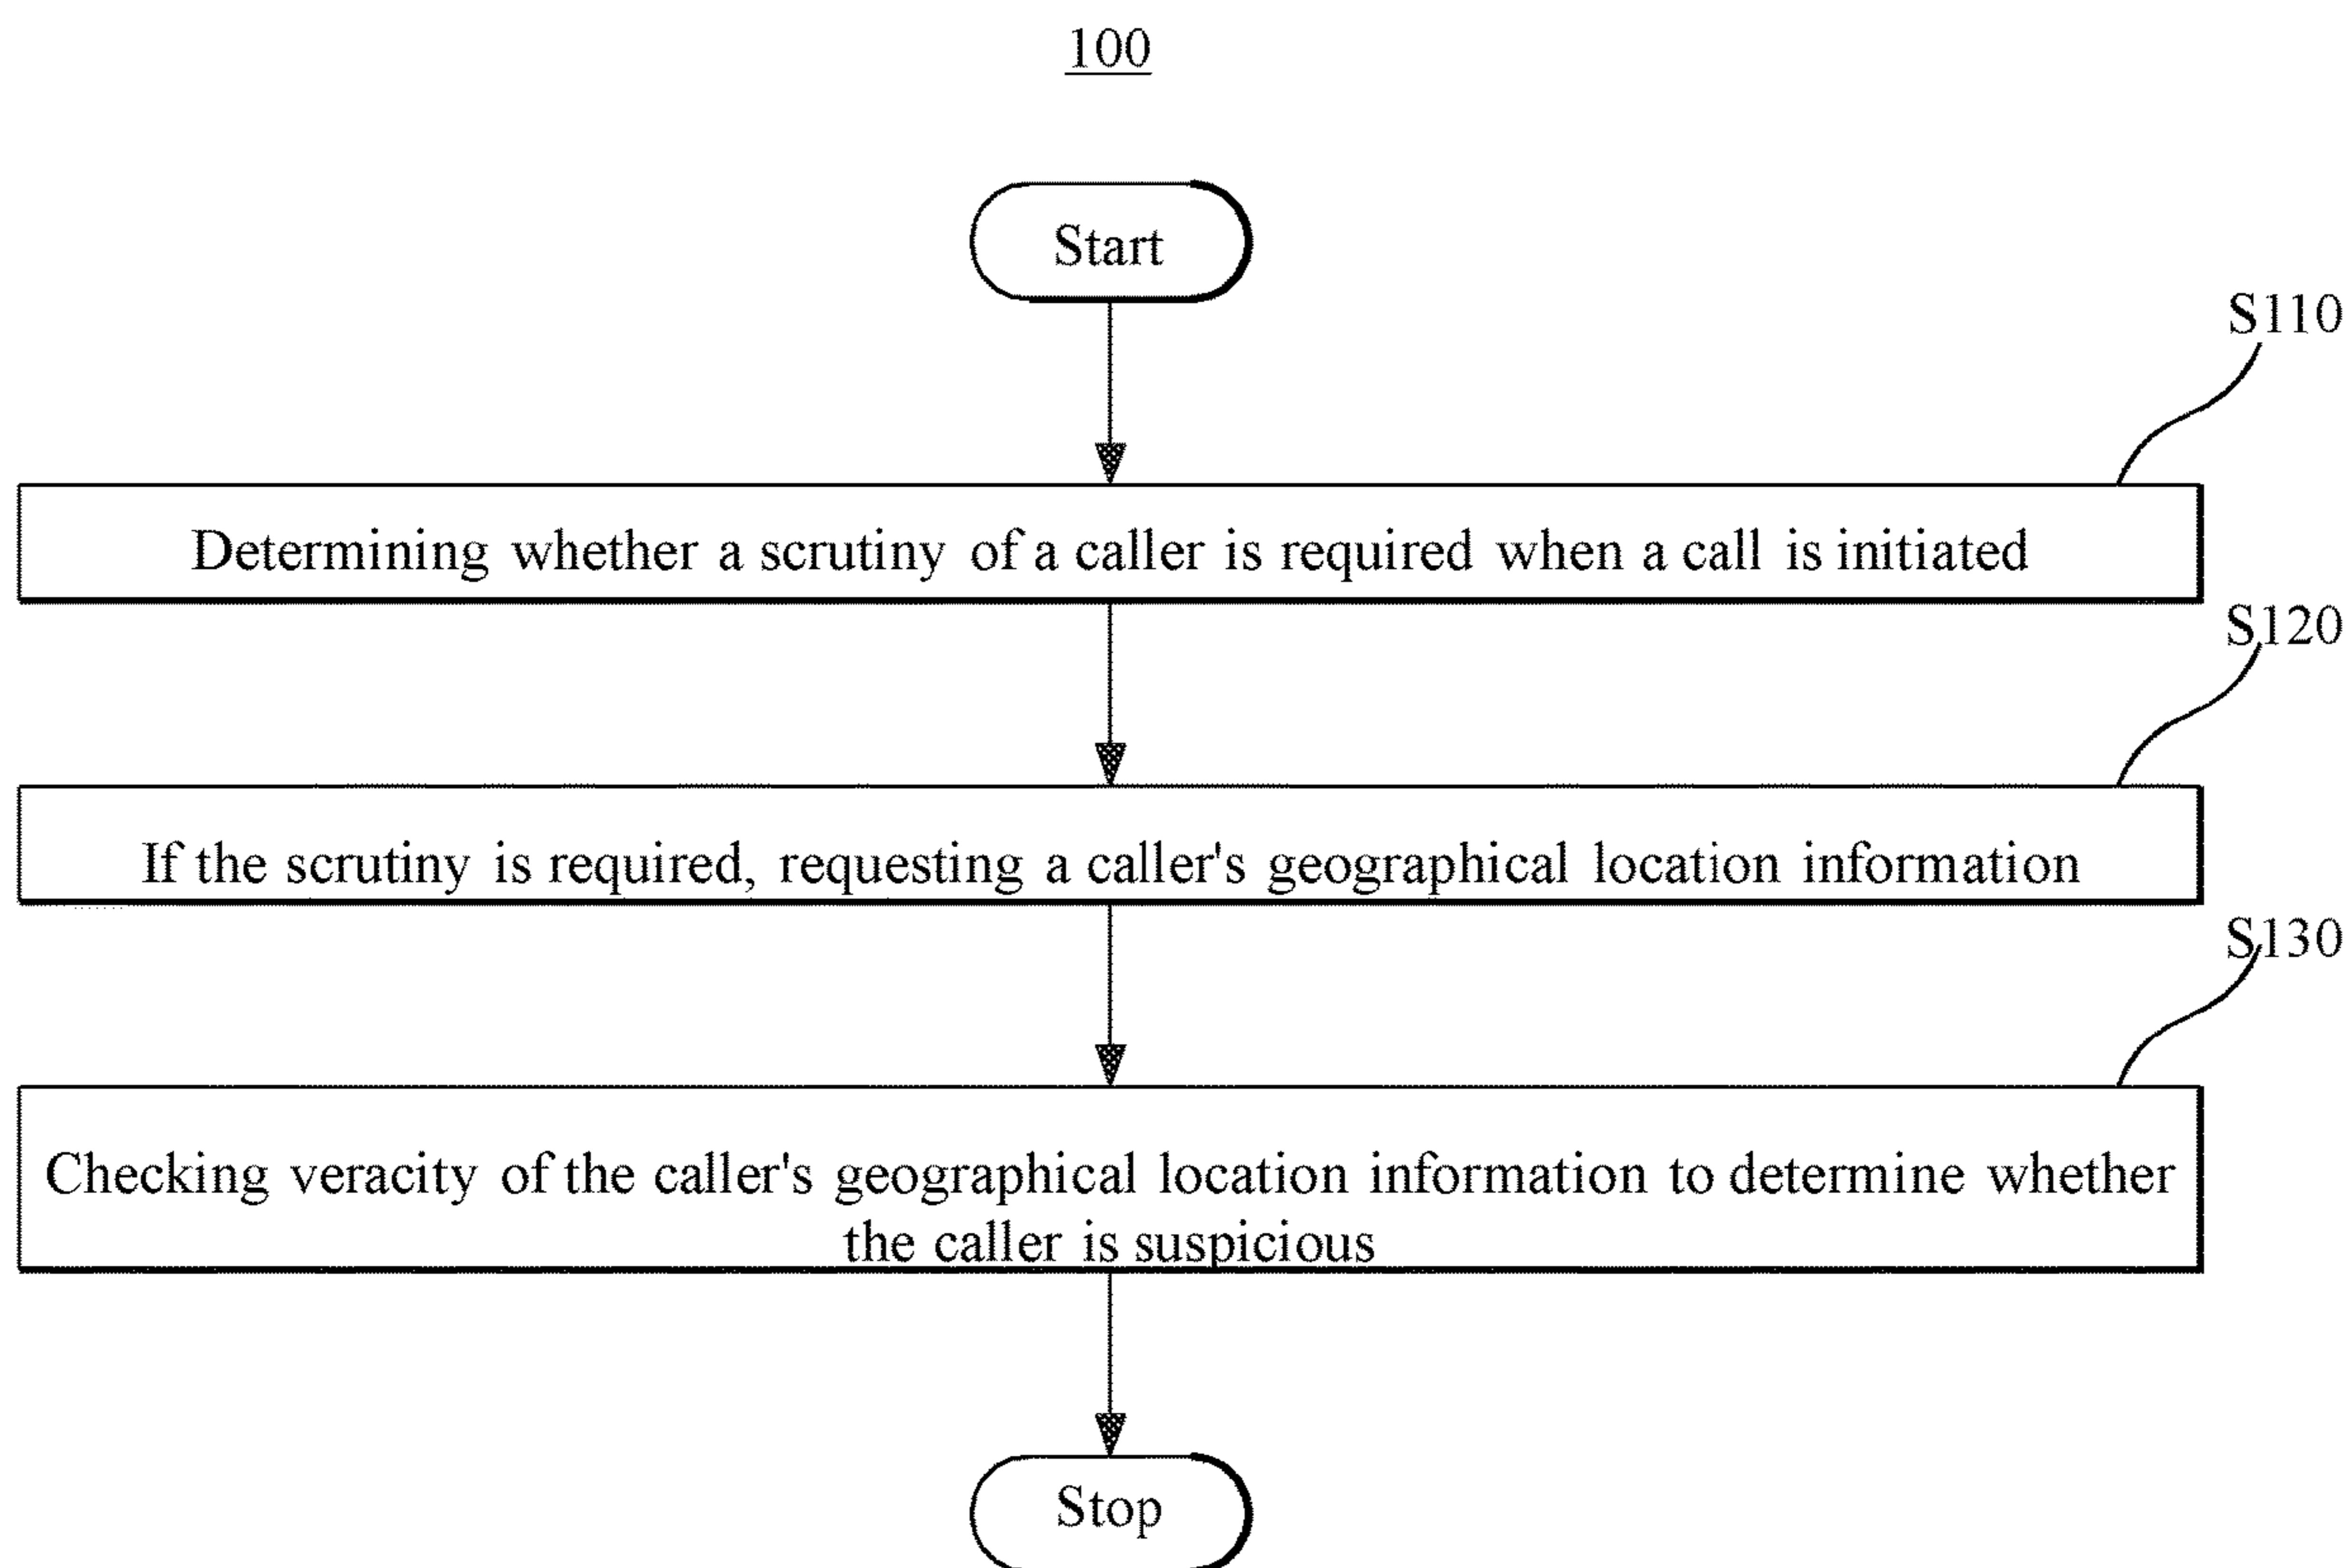 100
Start
S110
Determining whether a scrutiny of a caller is required when a call is initiated
S120
If the scrutiny is required, requesting a caller's geographical location information
S130
Checking veracity of the caller's geographical location information to determine whether
the caller is suspicious
Stop